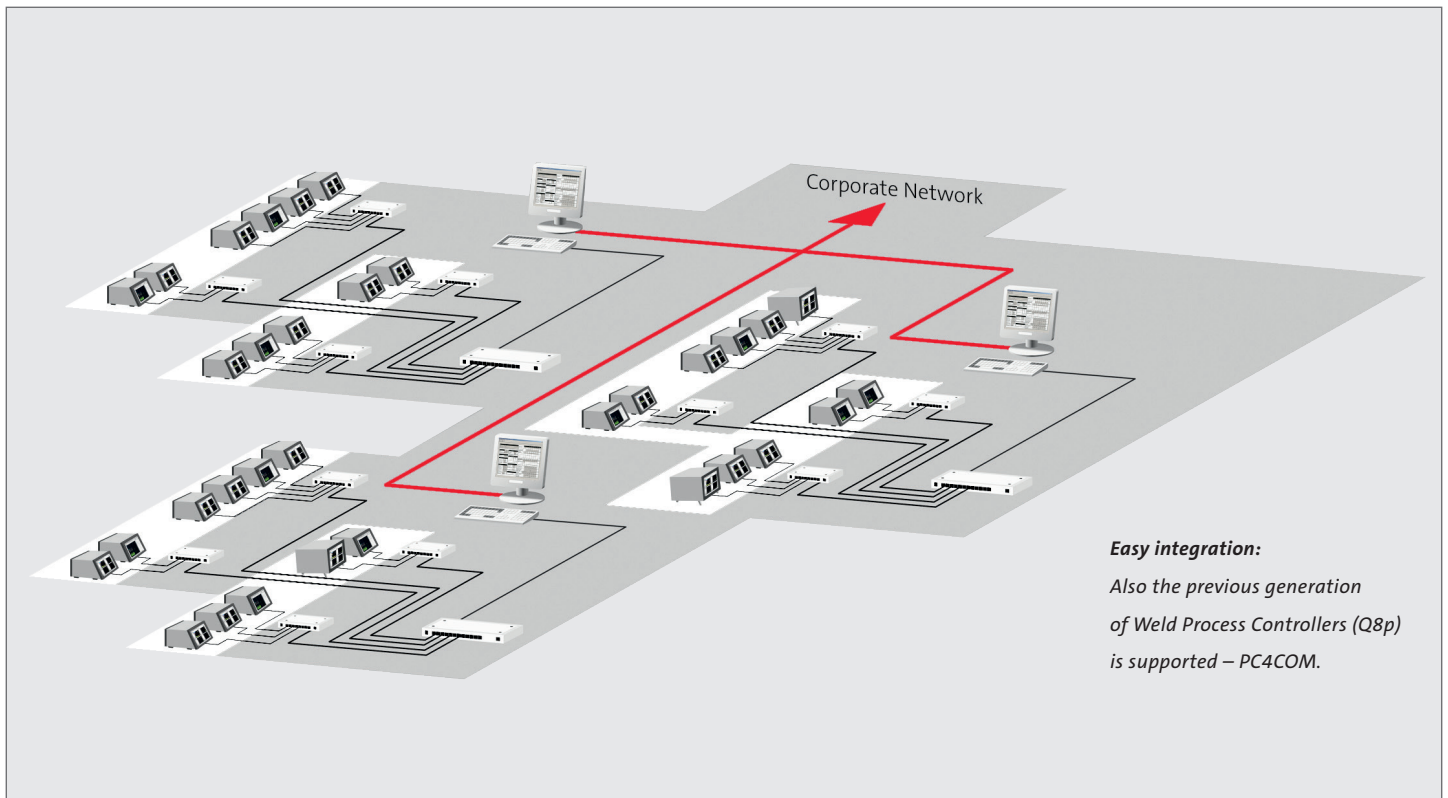 Corporate Network
Easy integration:
Also the previous generation
of Weld Process Controllers (Q8p)
is supported – PC4COM.